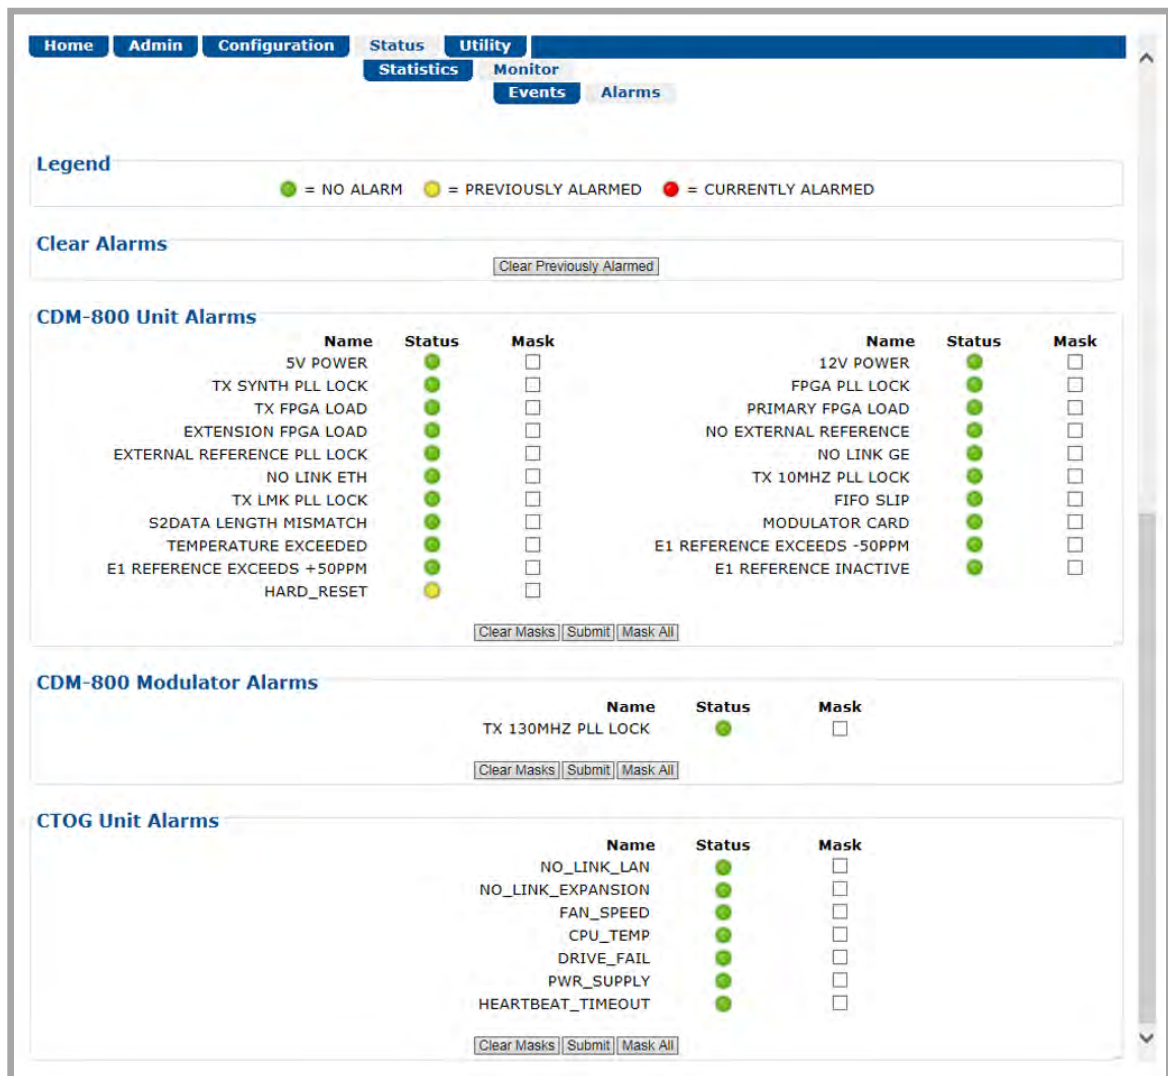 Home Admin Configuration Status Utility
Statistics Monitor
Events Alarms
Legend
= NO ALARM = PREVIOUSLY ALARMED = CURRENTLY ALARMED
Clear Alarms
Clear Previously Alarmed
CDM-800 Unit Alarms
Name Status Mask Name Status Mask
5V POWER 12V POWER
TX SYNTH PLL LOCK FPGA PLL LOCK
TX FPGA LOAD PRIMARY FPGA LOAD
EXTENSION FPGA LOAD NO EXTERNAL REFERENCE
EXTERNAL REFERENCE PLL LOCK NO LINK GE
NO LINK ETH TX 10MHZ PLL LOCK
TX LMK PLL LOCK FIFO SLIP
S2DATA LENGTH MISMATCH MODULATOR CARD
TEMPERATURE EXCEEDED E1 REFERENCE EXCEEDS -50PPM
E1 REFERENCE EXCEEDS +50PPM E1 REFERENCE INACTIVE
HARD_RESET
Clear Masks Submit Mask All
CDM-800 Modulator Alarms
Name Status Mask
TX 130MHZ PLL LOCK
Clear Masks Submit Mask All
CTOG Unit Alarms
Name Status Mask
NO_LINK_LAN
NO_LINK_EXPANSION
FAN_SPEED
CPU_TEMP
DRIVE_FAIL
PWR_SUPPLY
HEARTBEAT_TIMEOUT
Clear Masks Submit Mask All